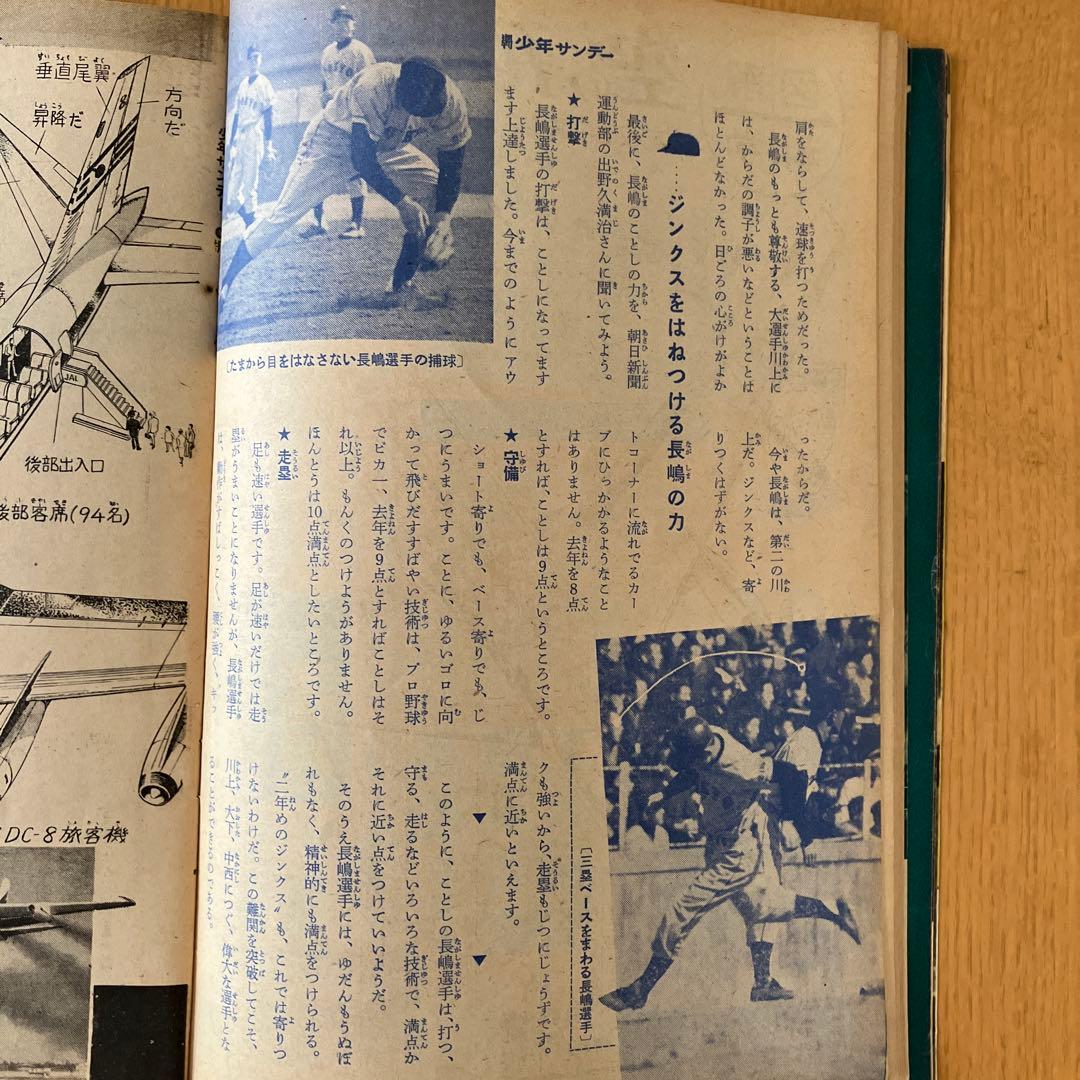 週刊少年サンデー
肩をならして、速球を打つためだった。
長嶋のもっとも尊敬する、大選手川上に
は、からだの調子が悪いなどということは
ほとんどなかった。日ごろの心がけがよか
ったからだ。
今や長嶋は、第二の川
上だ。ジンクスなど、寄
りつくはずがない。
……ジンクスをはねつける長嶋の力
最後に、長嶋のことしの力を、朝日新聞
運動部の出野久満治さんに聞いてみよう。
★打撃
長嶋選手の打撃は、ことしになってます
ます上達しました。今までのようにアウ
トコーナーに流れでるカー
ブにひっかかるようなこと
はありません。去年を8点
とすれば、ことしは9点というところです。
★守備
ショート寄りでも、ベース寄りでも、じ
つにうまいです。ことに、ゆるいゴロに向
かって飛びだすすばやい技術は、プロ野球
でピカ一、去年を9点とすればことしはそ
れ以上。もんくのつけようがありません。
ほんとうは10点満点としたいところです。
★走塁
足も速い選手です。足が速いだけでは走
塁がうまいことになりませんが、長嶋選手
は、動作がすばしっこく、腰が強く、キッ
クも強いから、走塁もじつにじょうずです。
満点に近いといえます。
▼ ▼
このように、ことしの長嶋選手は、打つ、
守る、走るなどいろいろな技術で、満点か
それに近い点をつけていいようだ。
そのうえ長嶋選手には、ゆだんもうぬぼ
れもなく、精神的にも満点をつけられる。
〝二年めのジンクス〟も、これでは寄りつ
けないわけだ。この難関を突破してこそ、
川上、大下、中西につぐ、偉大な選手とな
ることができるのである。
〔たまから目をはなさない長嶋選手の捕球〕
〔三塁ベースをまわる長嶋選手〕
垂直尾翼
方向だ
昇降だ
JAL
後部出入口
後部客席(94名)
DC-8旅客機